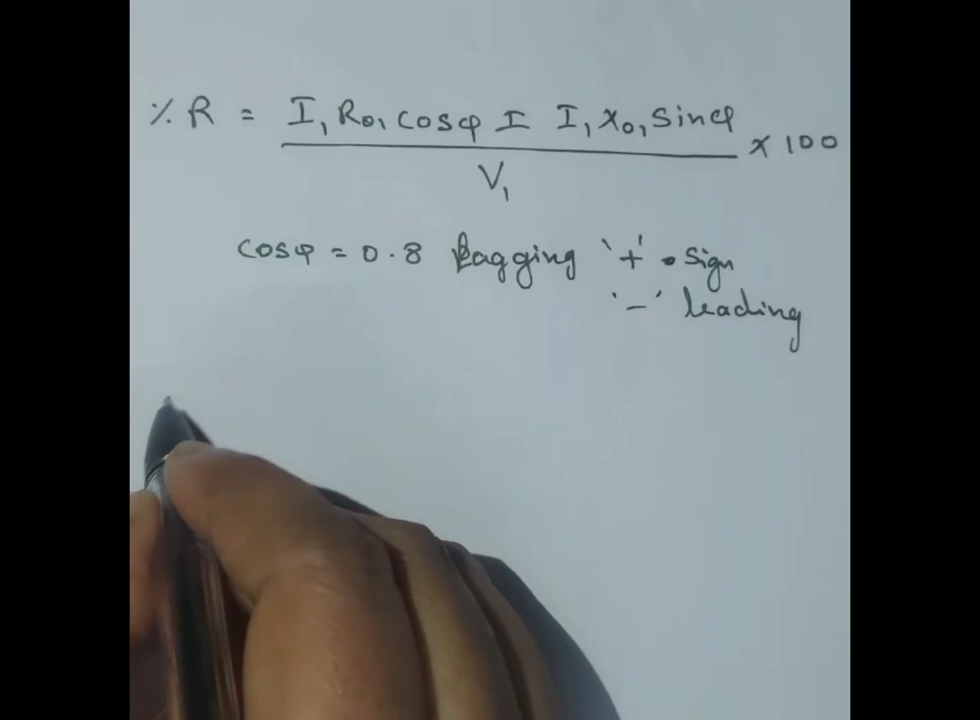 % R = I₁ R₀₁ cosφ ± I₁ X₀₁ sinφ × 100
V₁
cosφ = 0.8 lagging '+' sign
'−' leading